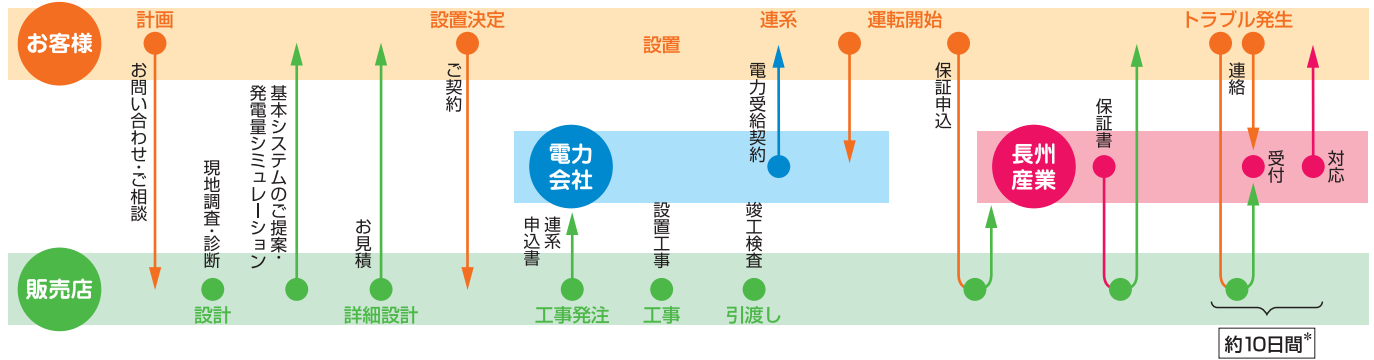 お客様
計画
設置決定
設置
連系
運転開始
トラブル発生
お問い合わせ・ご相談
現地調査・診断
基本システムのご提案・
発電量シミュレーション
お見積
ご契約
電力
会社
連系
申込書
設置工事
竣工検査
電力受給契約
保証申込
長州
産業
保証書
連絡
受付
対応
販売店
設計
詳細設計
工事発注
工事
引渡し
約10日間*